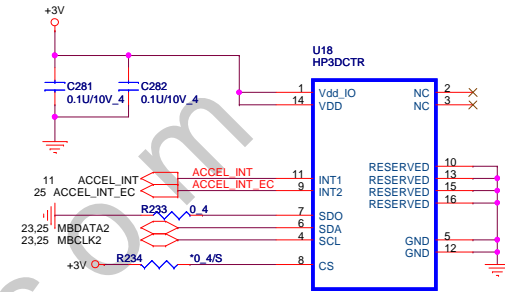 +3V
U18
HP3DCTR
C281
0.1U/10V_4
C282
0.1U/10V_4
1 Vdd_IO
14 VDD
NC 2
NC 3
RESERVED 10
RESERVED 13
RESERVED 15
RESERVED 16
11 ACCEL_INT ACCEL_INT 11 INT1
25 ACCEL_INT_EC ACCEL_INT_EC 9 INT2
R233 0_4 7 SDO
23,25 MBDATA2 6 SDA
23,25 MBCLK2 4 SCL
GND 5
GND 12
+3V R234 *0_4/S 8 CS
com